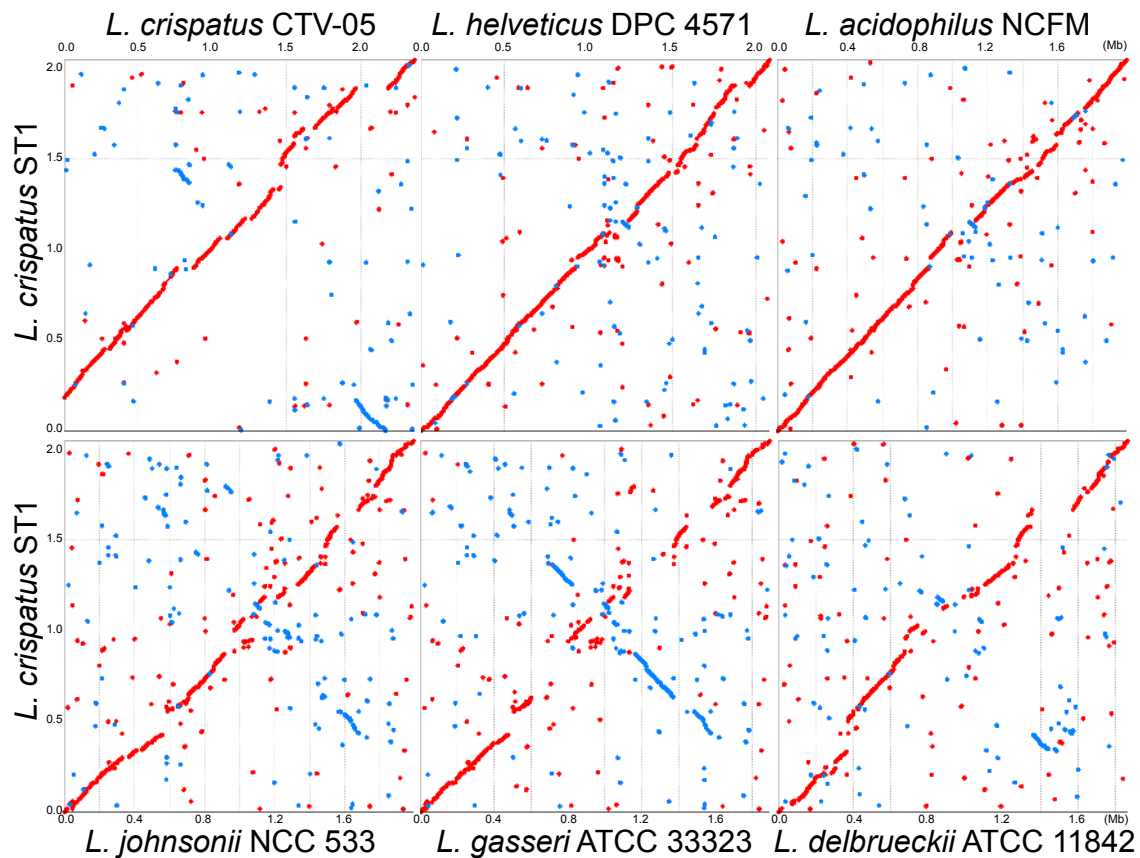 L. crispatus CTV-05 L. helveticus DPC 4571 L. acidophilus NCFM
0.0 0.5 1.0 1.5 2.0 0.0 0.5 1.0 1.5 2.0 0.0 0.4 0.8 1.2 1.6 (Mb)
2.0
1.5
1.0
0.5
0.0
L. crispatus ST1
2.0
1.5
1.0
0.5
0.0
L. crispatus ST1
0.0 0.4 0.8 1.2 1.6 0.0 0.4 0.8 1.2 1.6 0.0 0.4 0.8 1.2 1.6 (Mb)
L. johnsonii NCC 533 L. gasseri ATCC 33323 L. delbrueckii ATCC 11842